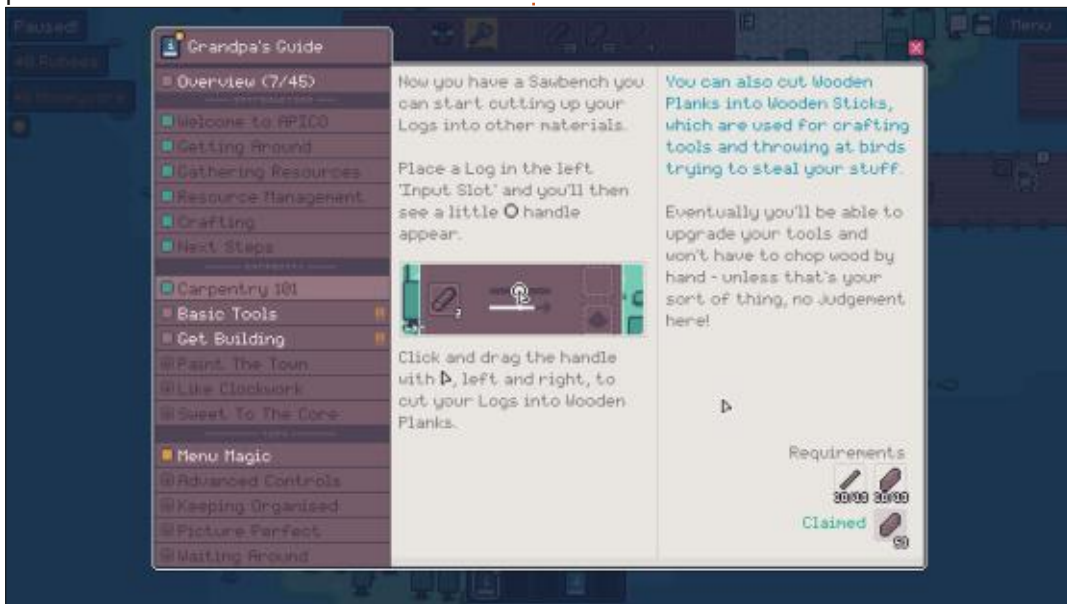 Paused!
Menu
Grandpa's Guide
Overview (7/45)
Welcome to APICO
Getting Around
Gathering Resources
Resource Management
Crafting
Next Steps
Carpentry 101
Basic Tools
Get Building
Paint The Town
Like Clockwork
Sweet To The Core
Menu Magic
Advanced Controls
Keeping Organised
Picture Perfect
Waiting Around
Now you have a Sawbench you
can start cutting up your
Logs into other materials.
Place a Log in the left
'Input Slot' and you'll then
see a little O handle
appear.
2
Click and drag the handle
with , left and right, to
cut your Logs into Wooden
Planks.
You can also cut Wooden
Planks into Wooden Sticks,
which are used for crafting
tools and throwing at birds
trying to steal your stuff.
Eventually you'll be able to
upgrade your tools and
won't have to chop wood by
hand - unless that's your
sort of thing, no judgement
here!
Requirements
Claimed